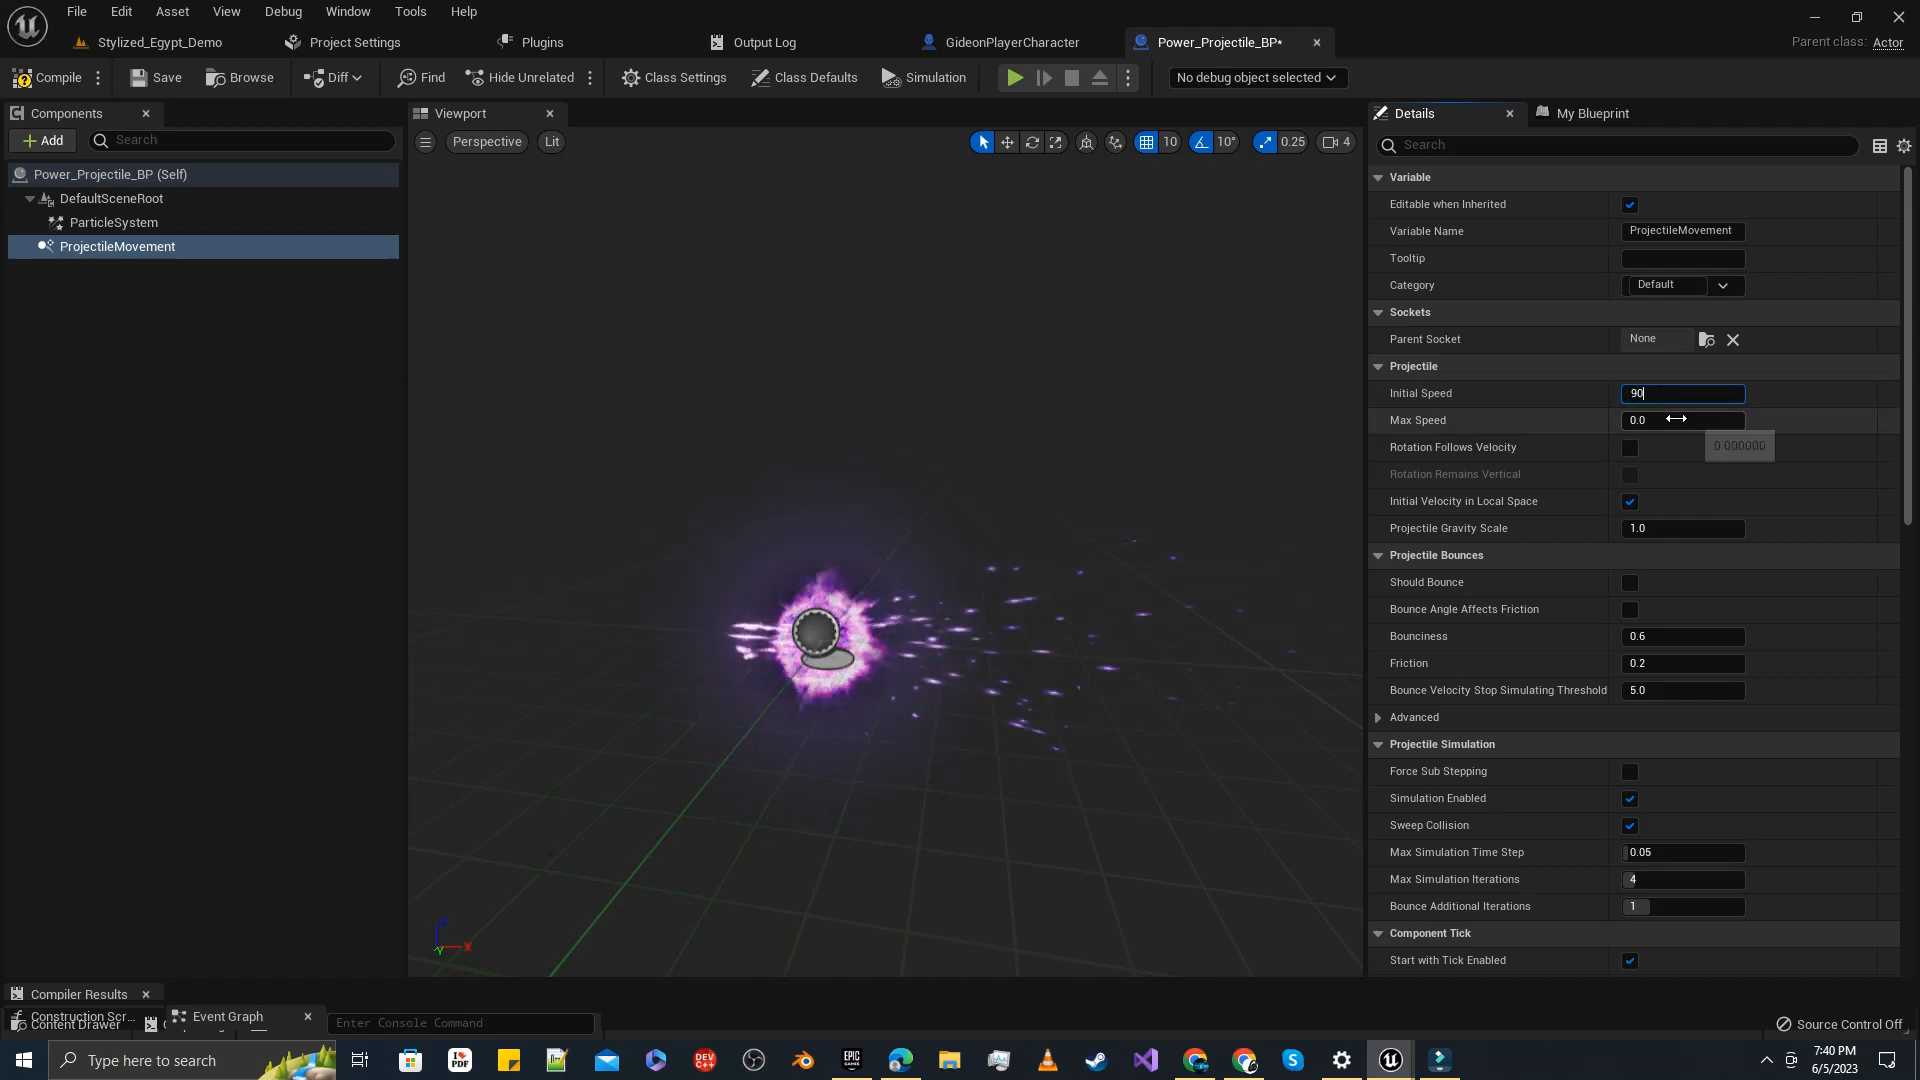 File Edit Asset View Debug Window Tools Help
Stylized_Egypt_Demo Project Settings Plugins Output Log GideonPlayerCharacter Power_Projectile_BP* Parent class: Actor
Compile Save Browse Diff Find Hide Unrelated Class Settings Class Defaults Simulation No debug object selected
Components
Add Search
Power_Projectile_BP (Self)
DefaultSceneRoot
ParticleSystem
ProjectileMovement
Viewport
Perspective Lit 10 10° 0.25 4
Details My Blueprint
Search
Variable
Editable when Inherited
Variable Name ProjectileMovement
Tooltip
Category Default
Sockets
Parent Socket None
Projectile
Initial Speed 90
Max Speed 0.0
Rotation Follows Velocity 0 000000
Rotation Remains Vertical
Initial Velocity in Local Space
Projectile Gravity Scale 1.0
Projectile Bounces
Should Bounce
Bounce Angle Affects Friction
Bounciness 0.6
Friction 0.2
Bounce Velocity Stop Simulating Threshold 5.0
Advanced
Projectile Simulation
Force Sub Stepping
Simulation Enabled
Sweep Collision
Max Simulation Time Step 0.05
Max Simulation Iterations 4
Bounce Additional Iterations 1
Component Tick
Start with Tick Enabled
Z
X
Y
Compiler Results
Construction Scr... Event Graph
Content Drawer Enter Console Command Source Control Off
Type here to search
I PDF
DEV C++
EPIC GAMES
7:40 PM
6/5/2023